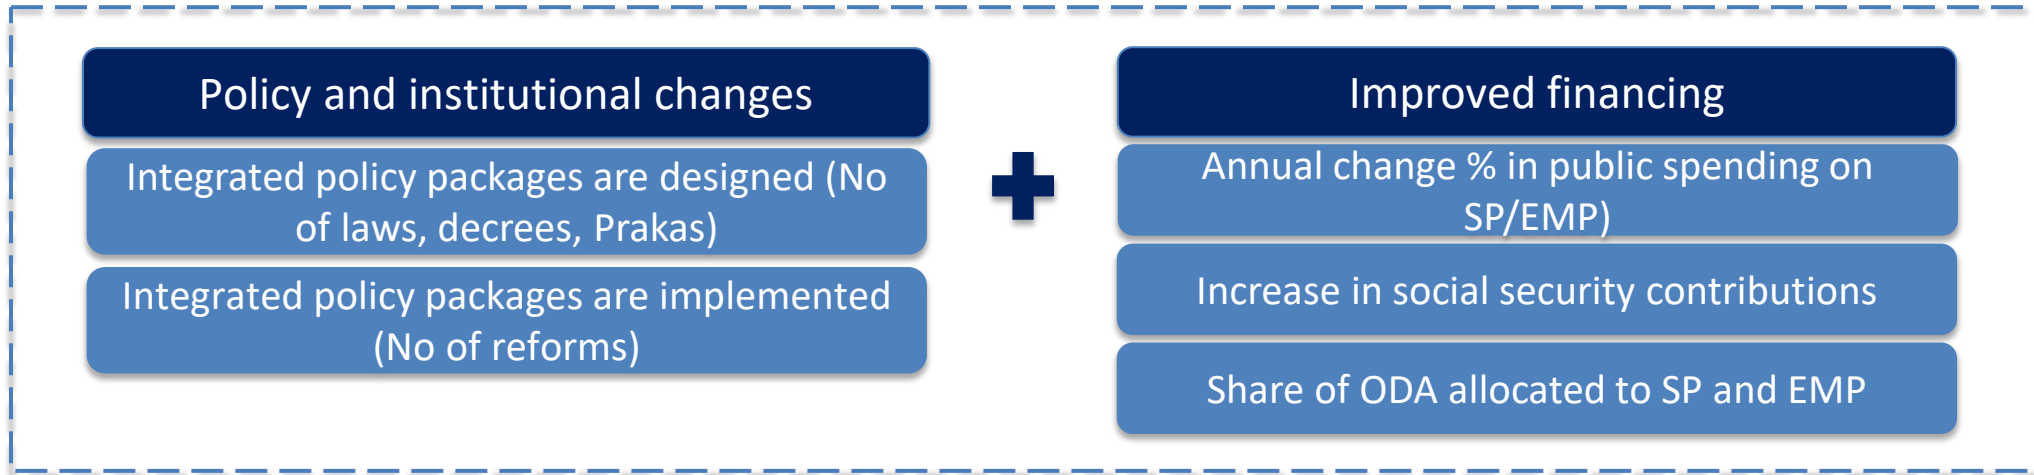 Policy and institutional changes
Integrated policy packages are designed (No
of laws, decrees, Prakas)
Integrated policy packages are implemented
(No of reforms)
Improved financing
Annual change % in public spending on
SP/EMP)
Increase in social security contributions
Share of ODA allocated to SP and EMP